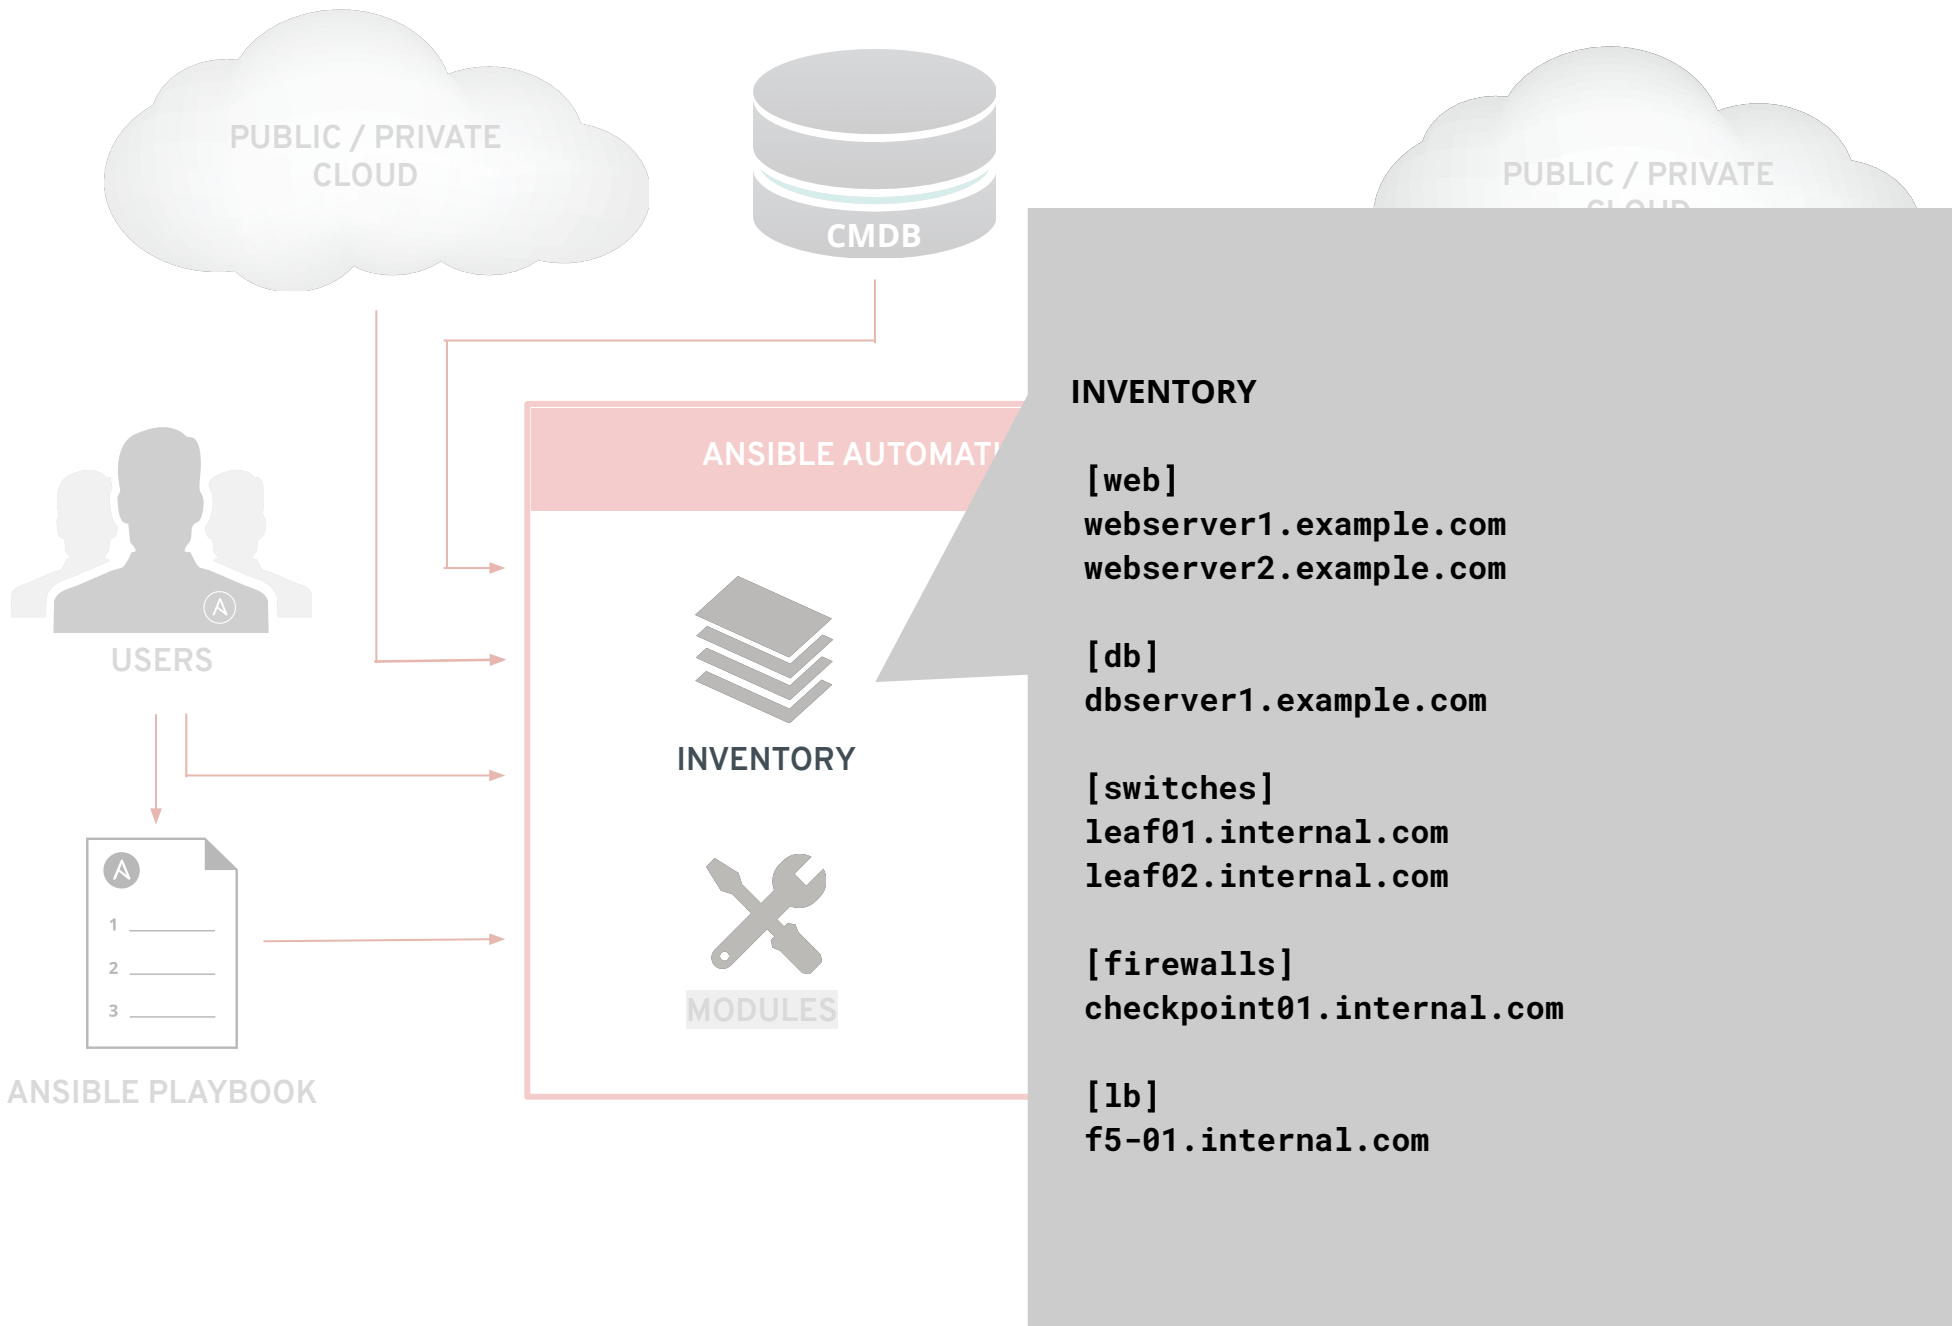 PUBLIC / PRIVATE
CLOUD
CMDB
PUBLIC / PRIVATE
CLOUD
USERS
ANSIBLE PLAYBOOK
1
2
3
ANSIBLE
INVENTORY
MODULES
INVENTORY
[web]
webserver1.example.com
webserver2.example.com
[db]
dbserver1.example.com
[switches]
leaf01.internal.com
leaf02.internal.com
[firewalls]
checkpoint01.internal.com
[lb]
f5-01.internal.com